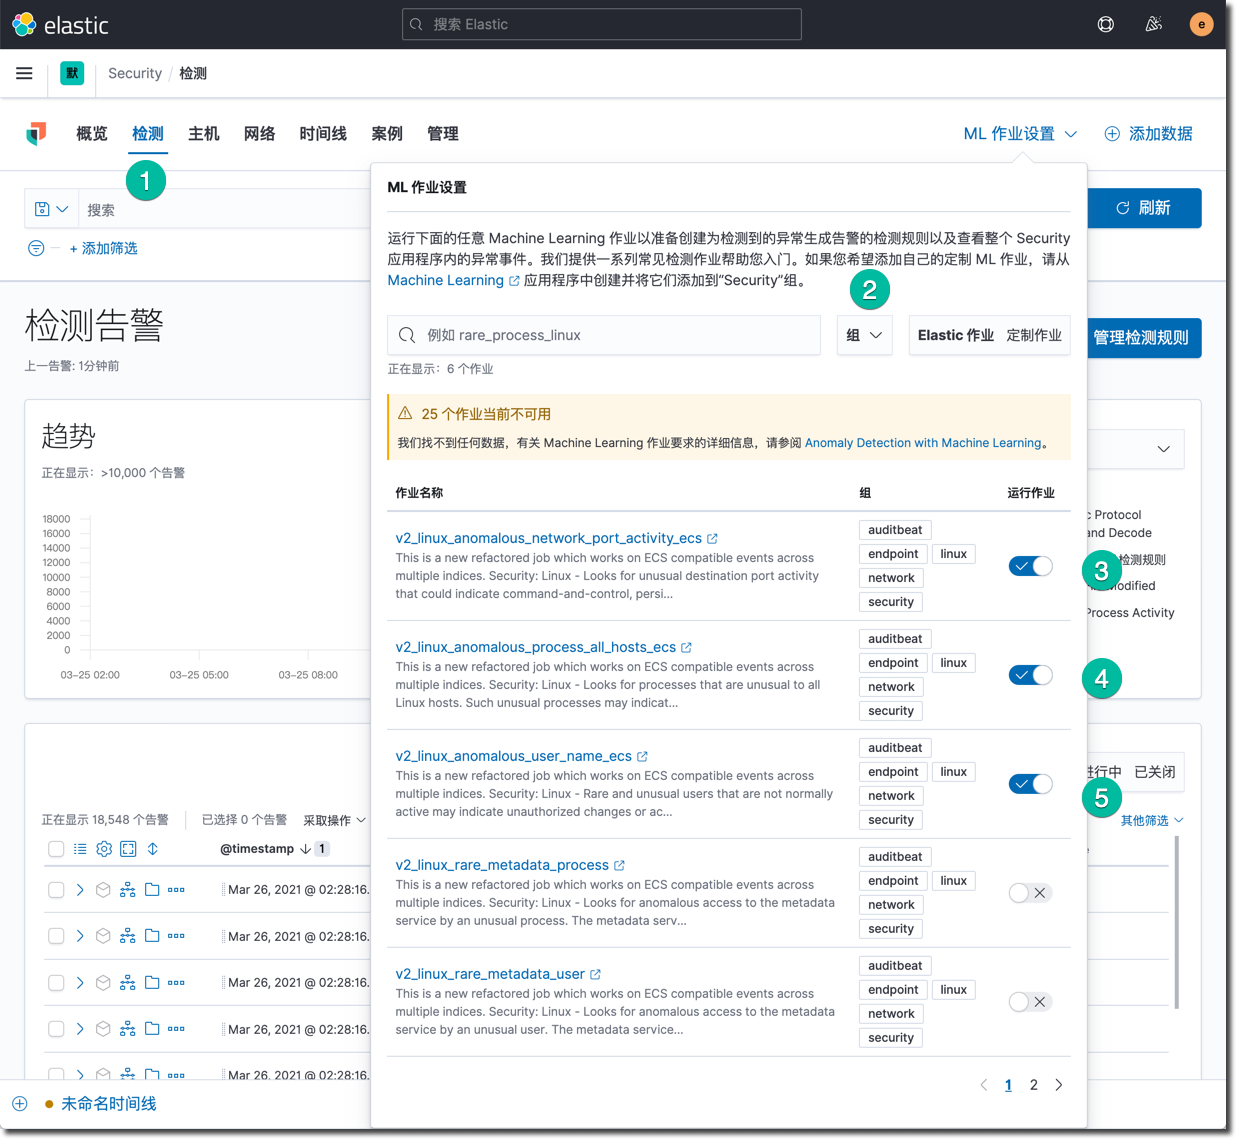 elastic
搜索 Elastic
e
默
Security / 检测
概览 检测 主机 网络 时间线 案例 管理
ML 作业设置
添加数据
1
搜索
刷新
+ 添加筛选
ML 作业设置
运行下面的任意 Machine Learning 作业以准备创建为检测到的异常生成告警的检测规则以及查看整个 Security
应用程序内的异常事件。我们提供一系列常见检测作业帮助您入门。如果您希望添加自己的定制 ML 作业，请从
Machine Learning 应用程序中创建并将它们添加到“Security”组。
2
例如 rare_process_linux
组
Elastic 作业 定制作业
正在显示：6 个作业
25 个作业当前不可用
我们找不到任何数据，有关 Machine Learning 作业要求的详细信息，请参阅 Anomaly Detection with Machine Learning。
作业名称 组 运行作业
v2_linux_anomalous_network_port_activity_ecs
This is a new refactored job which works on ECS compatible events across
multiple indices. Security: Linux - Looks for unusual destination port activity
that could indicate command-and-control, persi...
auditbeat
endpoint linux
network
security
3
v2_linux_anomalous_process_all_hosts_ecs
This is a new refactored job which works on ECS compatible events across
multiple indices. Security: Linux - Looks for processes that are unusual to all
Linux hosts. Such unusual processes may indicat...
auditbeat
endpoint linux
network
security
4
v2_linux_anomalous_user_name_ecs
This is a new refactored job which works on ECS compatible events across
multiple indices. Security: Linux - Rare and unusual users that are not normally
active may indicate unauthorized changes or ac...
auditbeat
endpoint linux
network
security
5
v2_linux_rare_metadata_process
This is a new refactored job which works on ECS compatible events across
multiple indices. Security: Linux - Looks for anomalous access to the metadata
service by an unusual process. The metadata serv...
auditbeat
endpoint linux
network
security
v2_linux_rare_metadata_user
This is a new refactored job which works on ECS compatible events across
multiple indices. Security: Linux - Looks for anomalous access to the metadata
service by an unusual user. The metadata service...
auditbeat
endpoint linux
network
security
1 2
检测告警
上一告警: 1分钟前
管理检测规则
趋势
正在显示：>10,000 个告警
18000
16000
14000
12000
10000
8000
6000
4000
2000
0
03-25 02:00 03-25 05:00 03-25 08:00
Protocol
and Decode
检测规则
Modified
Process Activity
进行中 已关闭
正在显示 18,548 个告警 已选择 0 个告警 采取操作
其他筛选
@timestamp 1
Mar 26, 2021 @ 02:28:16.
Mar 26, 2021 @ 02:28:16.
Mar 26, 2021 @ 02:28:16.
Mar 26, 2021 @ 02:28:16.
Mar 26, 2021 @ 02:28:16.
未命名时间线